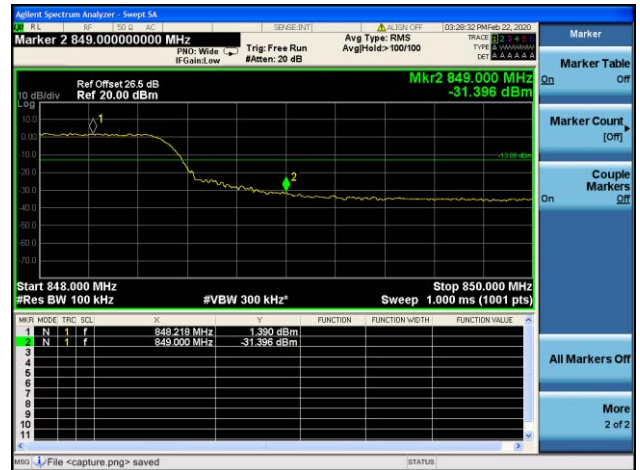 Agilent Spectrum Analyzer - Swept SA
RL RF 50 Ω AC SENSE:INT ALIGN OFF 03:28:32 PM Feb 22, 2020
Marker 2 849.000000000 MHz
PNO: Wide
IFGain:Low
Trig: Free Run
#Atten: 20 dB
Avg Type: RMS
Avg|Hold:> 100/100
TRACE 1 2 3 4 5 6
TYPE A
DET A A A A A A
Ref Offset 26.5 dB
Ref 20.00 dBm
10 dB/div
Log
Mkr2 849.000 MHz
-31.396 dBm
10.0
0.00
-10.0
-20.0
-30.0
-40.0
-50.0
-60.0
-70.0
1
2
-13.00 dBm
Start 848.000 MHz
Stop 850.000 MHz
#Res BW 100 kHz
#VBW 300 kHz*
Sweep 1.000 ms (1001 pts)
MKR MODE TRC SCL X Y FUNCTION FUNCTION WIDTH FUNCTION VALUE
1 N 1 f 848.218 MHz 1.390 dBm
2 N 1 f 849.000 MHz -31.396 dBm
3
4
5
6
7
8
9
10
11
MSG File <capture.png> saved
STATUS
Marker
Marker Table
On Off
Marker Count
[Off]
Couple
Markers
On Off
All Markers Off
More
2 of 2